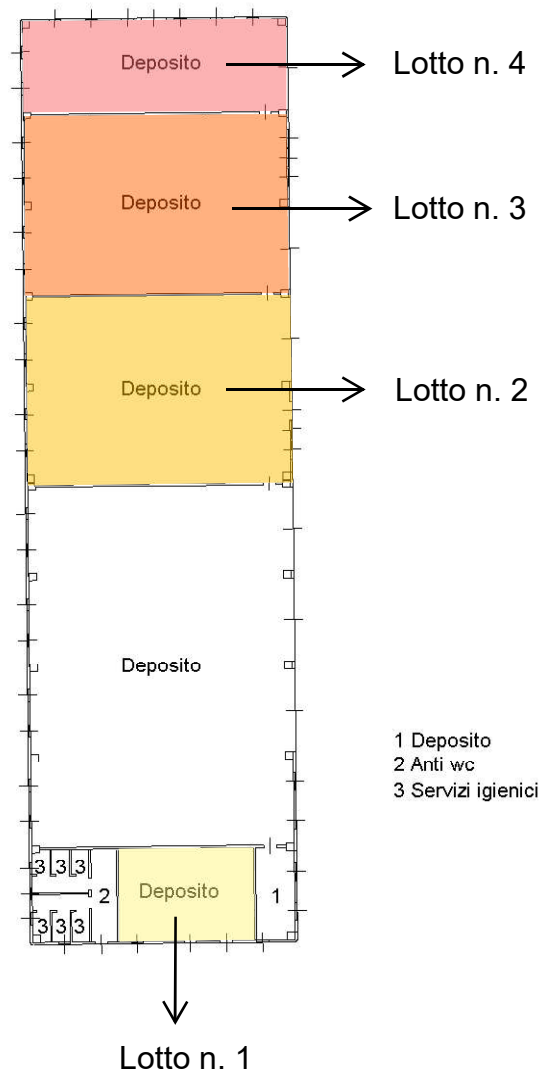 Deposito
Lotto n. 4
Deposito
Lotto n. 3
Deposito
Lotto n. 2
Deposito
1 Deposito
2 Anti wc
3 Servizi igienici
3 3 3
2
Deposito
1
3 3 3
Lotto n. 1